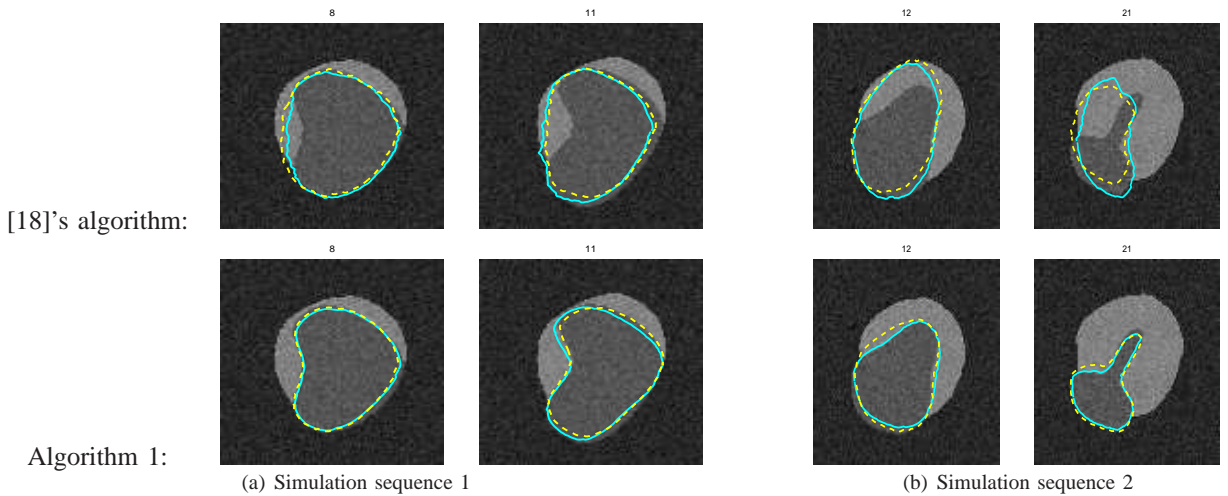 8
11
12
21
[18]'s algorithm:
8
11
12
21
Algorithm 1:
(a) Simulation sequence 1
(b) Simulation sequence 2